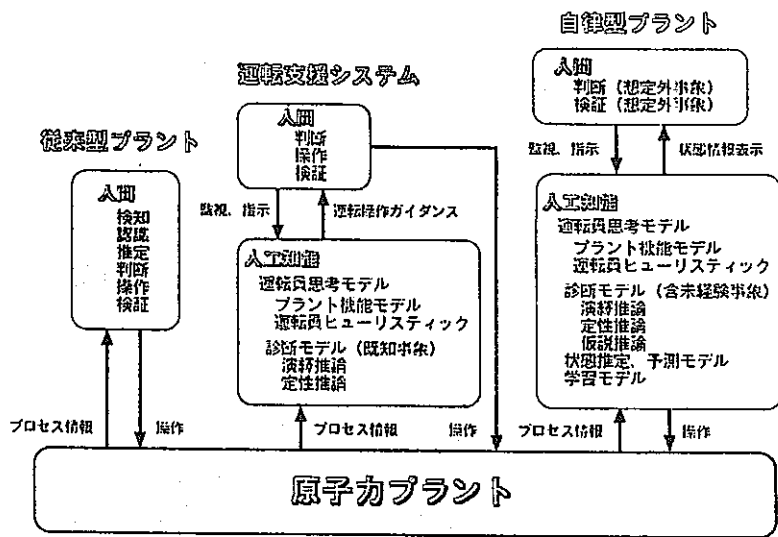 従来型プラント
人間
検知
認識
推定
判断
操作
検証
プロセス情報
操作
運転支援システム
人間
判断
操作
検証
監視、指示
運転操作ガイダンス
人工知能
運転員思考モデル
プラント機能モデル
運転員ヒューリスティック
診断モデル（既知事象）
演繹推論
定性推論
プロセス情報
操作
自律型プラント
人間
判断（想定外事象）
検証（想定外事象）
監視、指示
状態情報表示
人工知能
運転員思考モデル
プラント機能モデル
運転員ヒューリスティック
診断モデル（含未経験事象）
演繹推論
定性推論
仮説推論
状態推定、予測モデル
学習モデル
プロセス情報
操作
原子力プラント